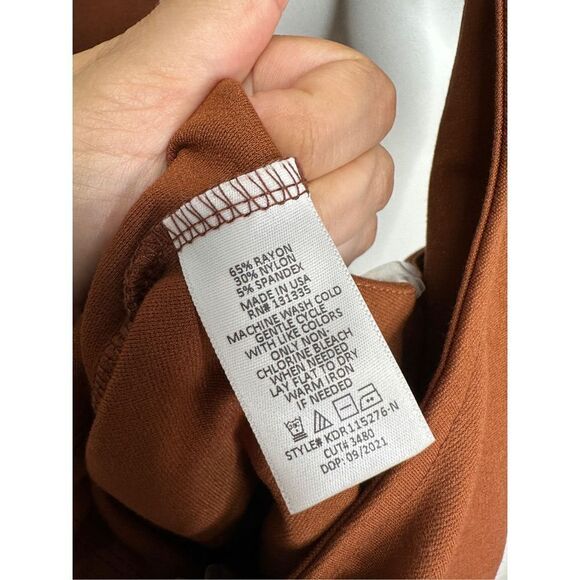 65% RAYON
30% NYLON
5% SPANDEX
MADE IN USA
RN# 131335
MACHINE WASH COLD
GENTLE CYCLE
WITH LIKE COLORS
ONLY NON-
CHLORINE BLEACH
WHEN NEEDED
LAY FLAT TO DRY
WARM IRON
IF NEEDED
STYLE# KDR115276-N
CUT# 3480
DOP: 09/2021